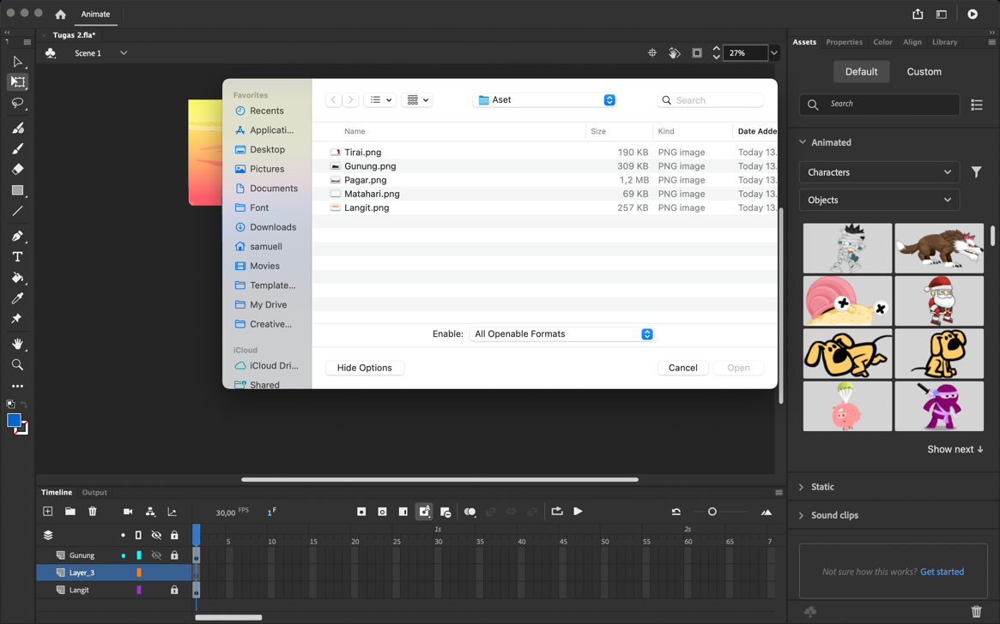 Animate
Tugas 2.fla*
Scene 1
27%
Favorites
Recents
Applicati...
Desktop
Pictures
Documents
Font
Downloads
samuell
Movies
Template...
My Drive
Creative...
iCloud
iCloud Dri...
Shared
Aset
Search
Name Size Kind Date Adde
Tirai.png 190 KB PNG image Today 13.
Gunung.png 309 KB PNG image Today 13.
Pagar.png 1,2 MB PNG image Today 13.
Matahari.png 69 KB PNG image Today 13.
Langit.png 257 KB PNG image Today 13.
Enable: All Openable Formats
Hide Options Cancel Open
Assets Properties Color Align Library
Default Custom
Search
Animated
Characters
Objects
Show next
Static
Sound clips
Not sure how this works? Get started
Timeline Output
30,00 FPS 1 F
1s 2s
5 10 15 20 25 30 35 40 45 50 55 60 65 7
Gunung
Layer_3
Langit